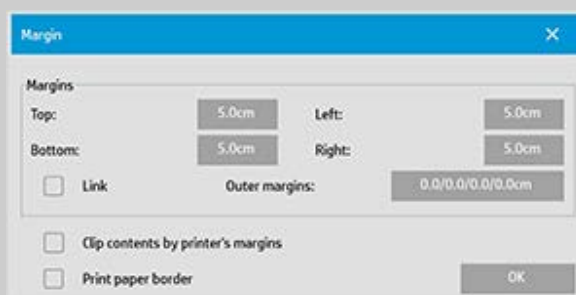 Margin
Margins
Top: 5.0cm Left: 5.0cm
Bottom: 5.0cm Right: 5.0cm
Link Outer margins: 0.0/0.0/0.0/0.0cm
Clip contents by printer's margins
Print paper border OK